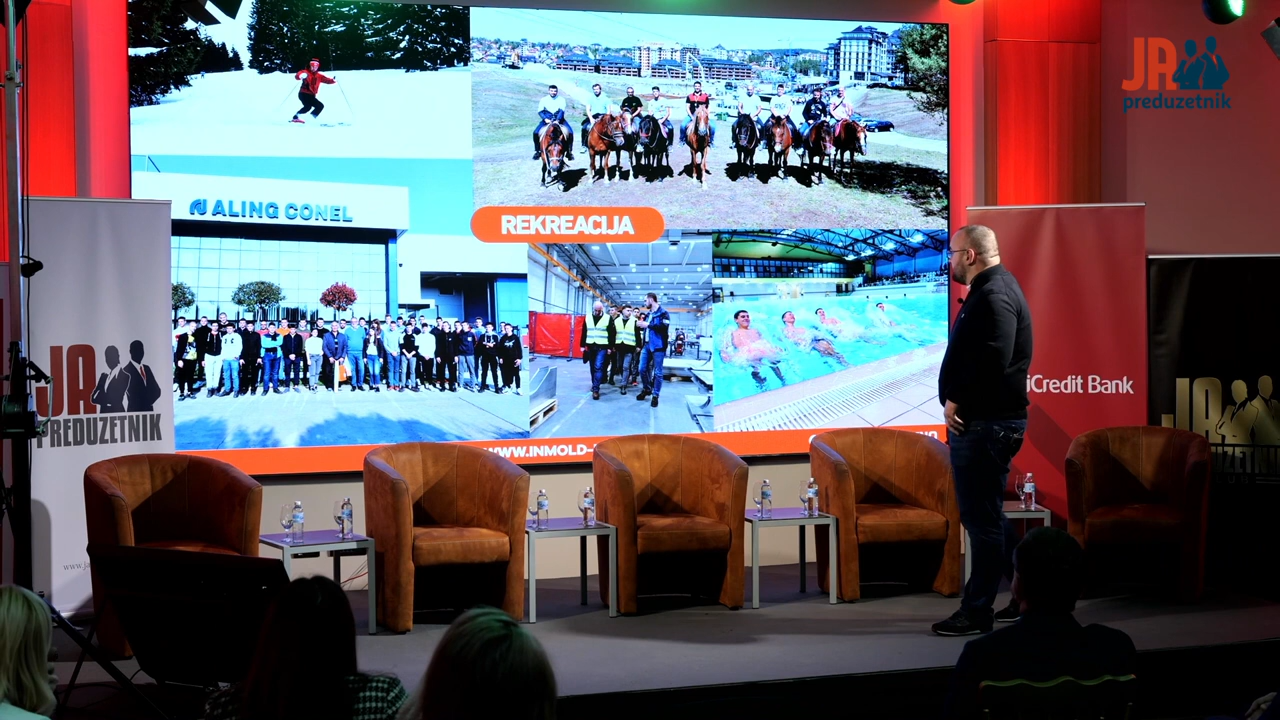 JA
preduzetnik
ALING CONEL
REKREACIJA
WWW.INMOLD-
JA
PREDUZETNIK
iCredit Bank
JA